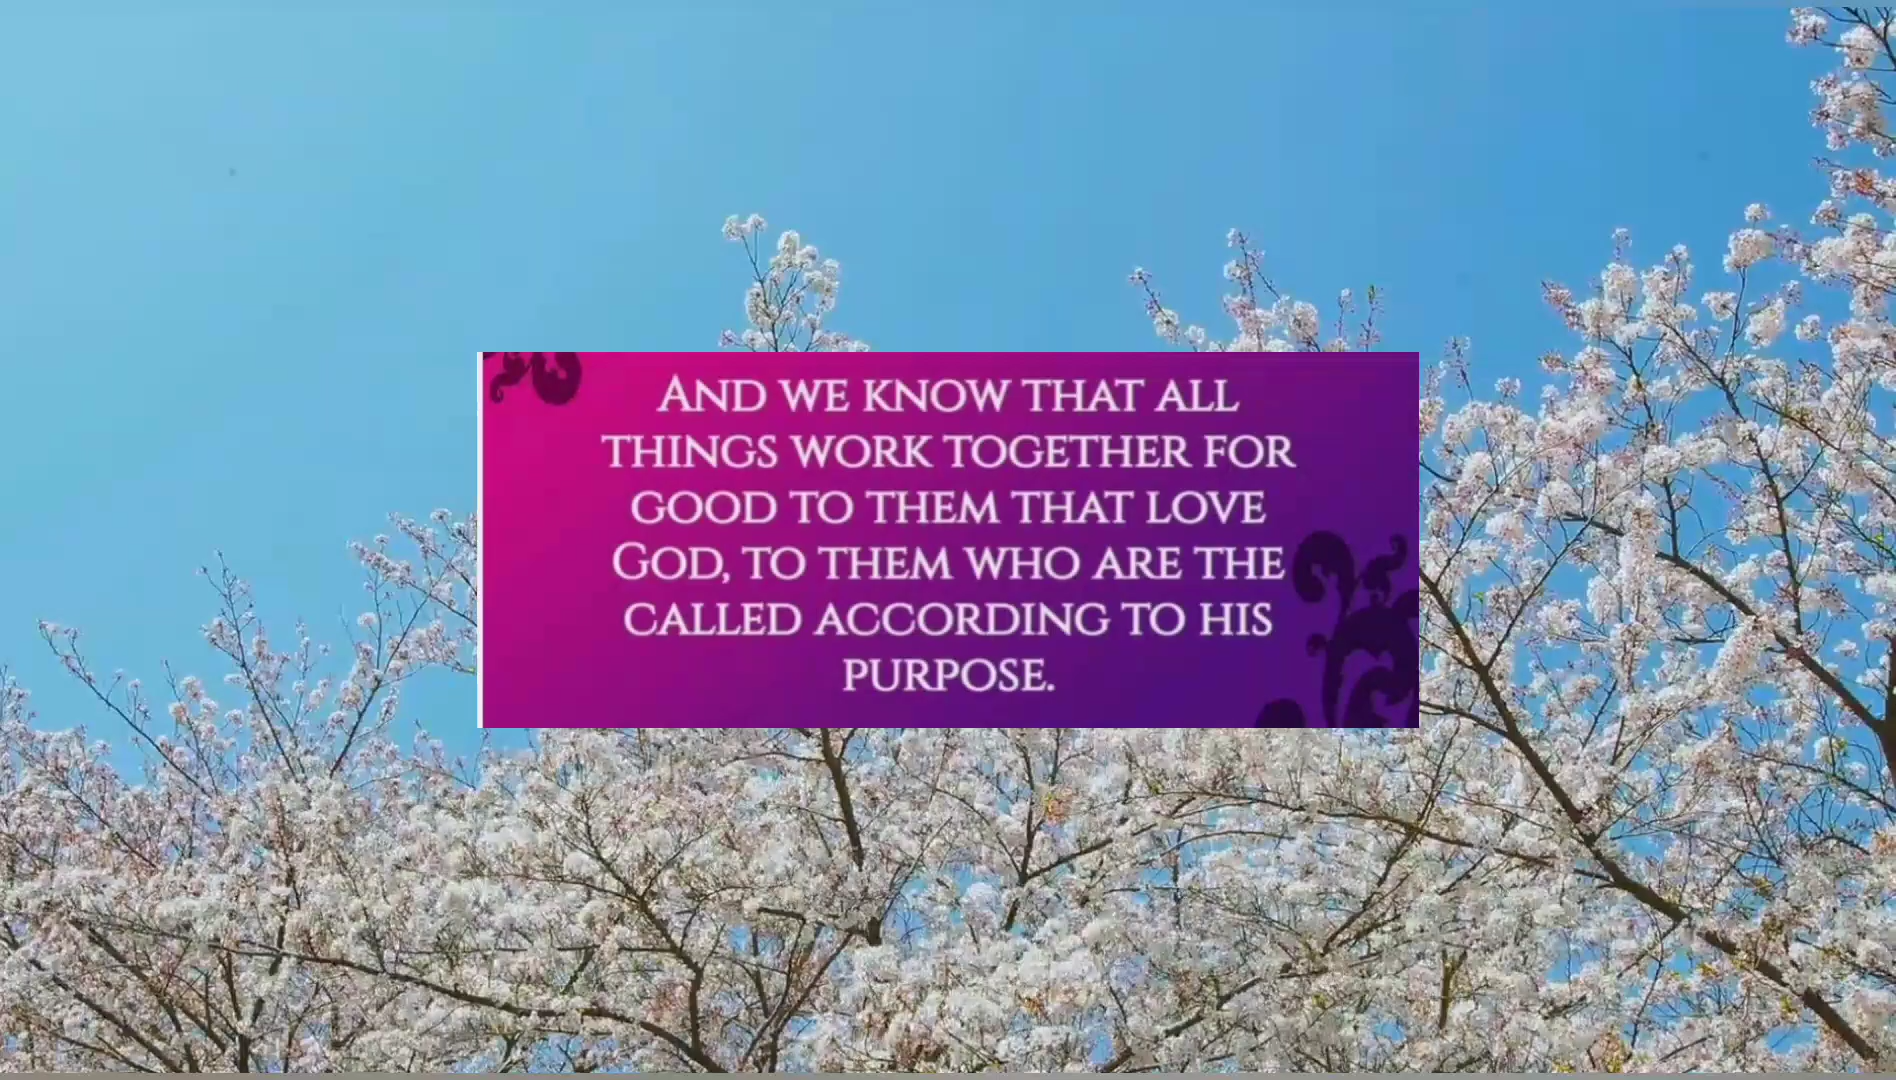 And we know that all
things work together for
good to them that love
God, to them who are the
called according to his
purpose.